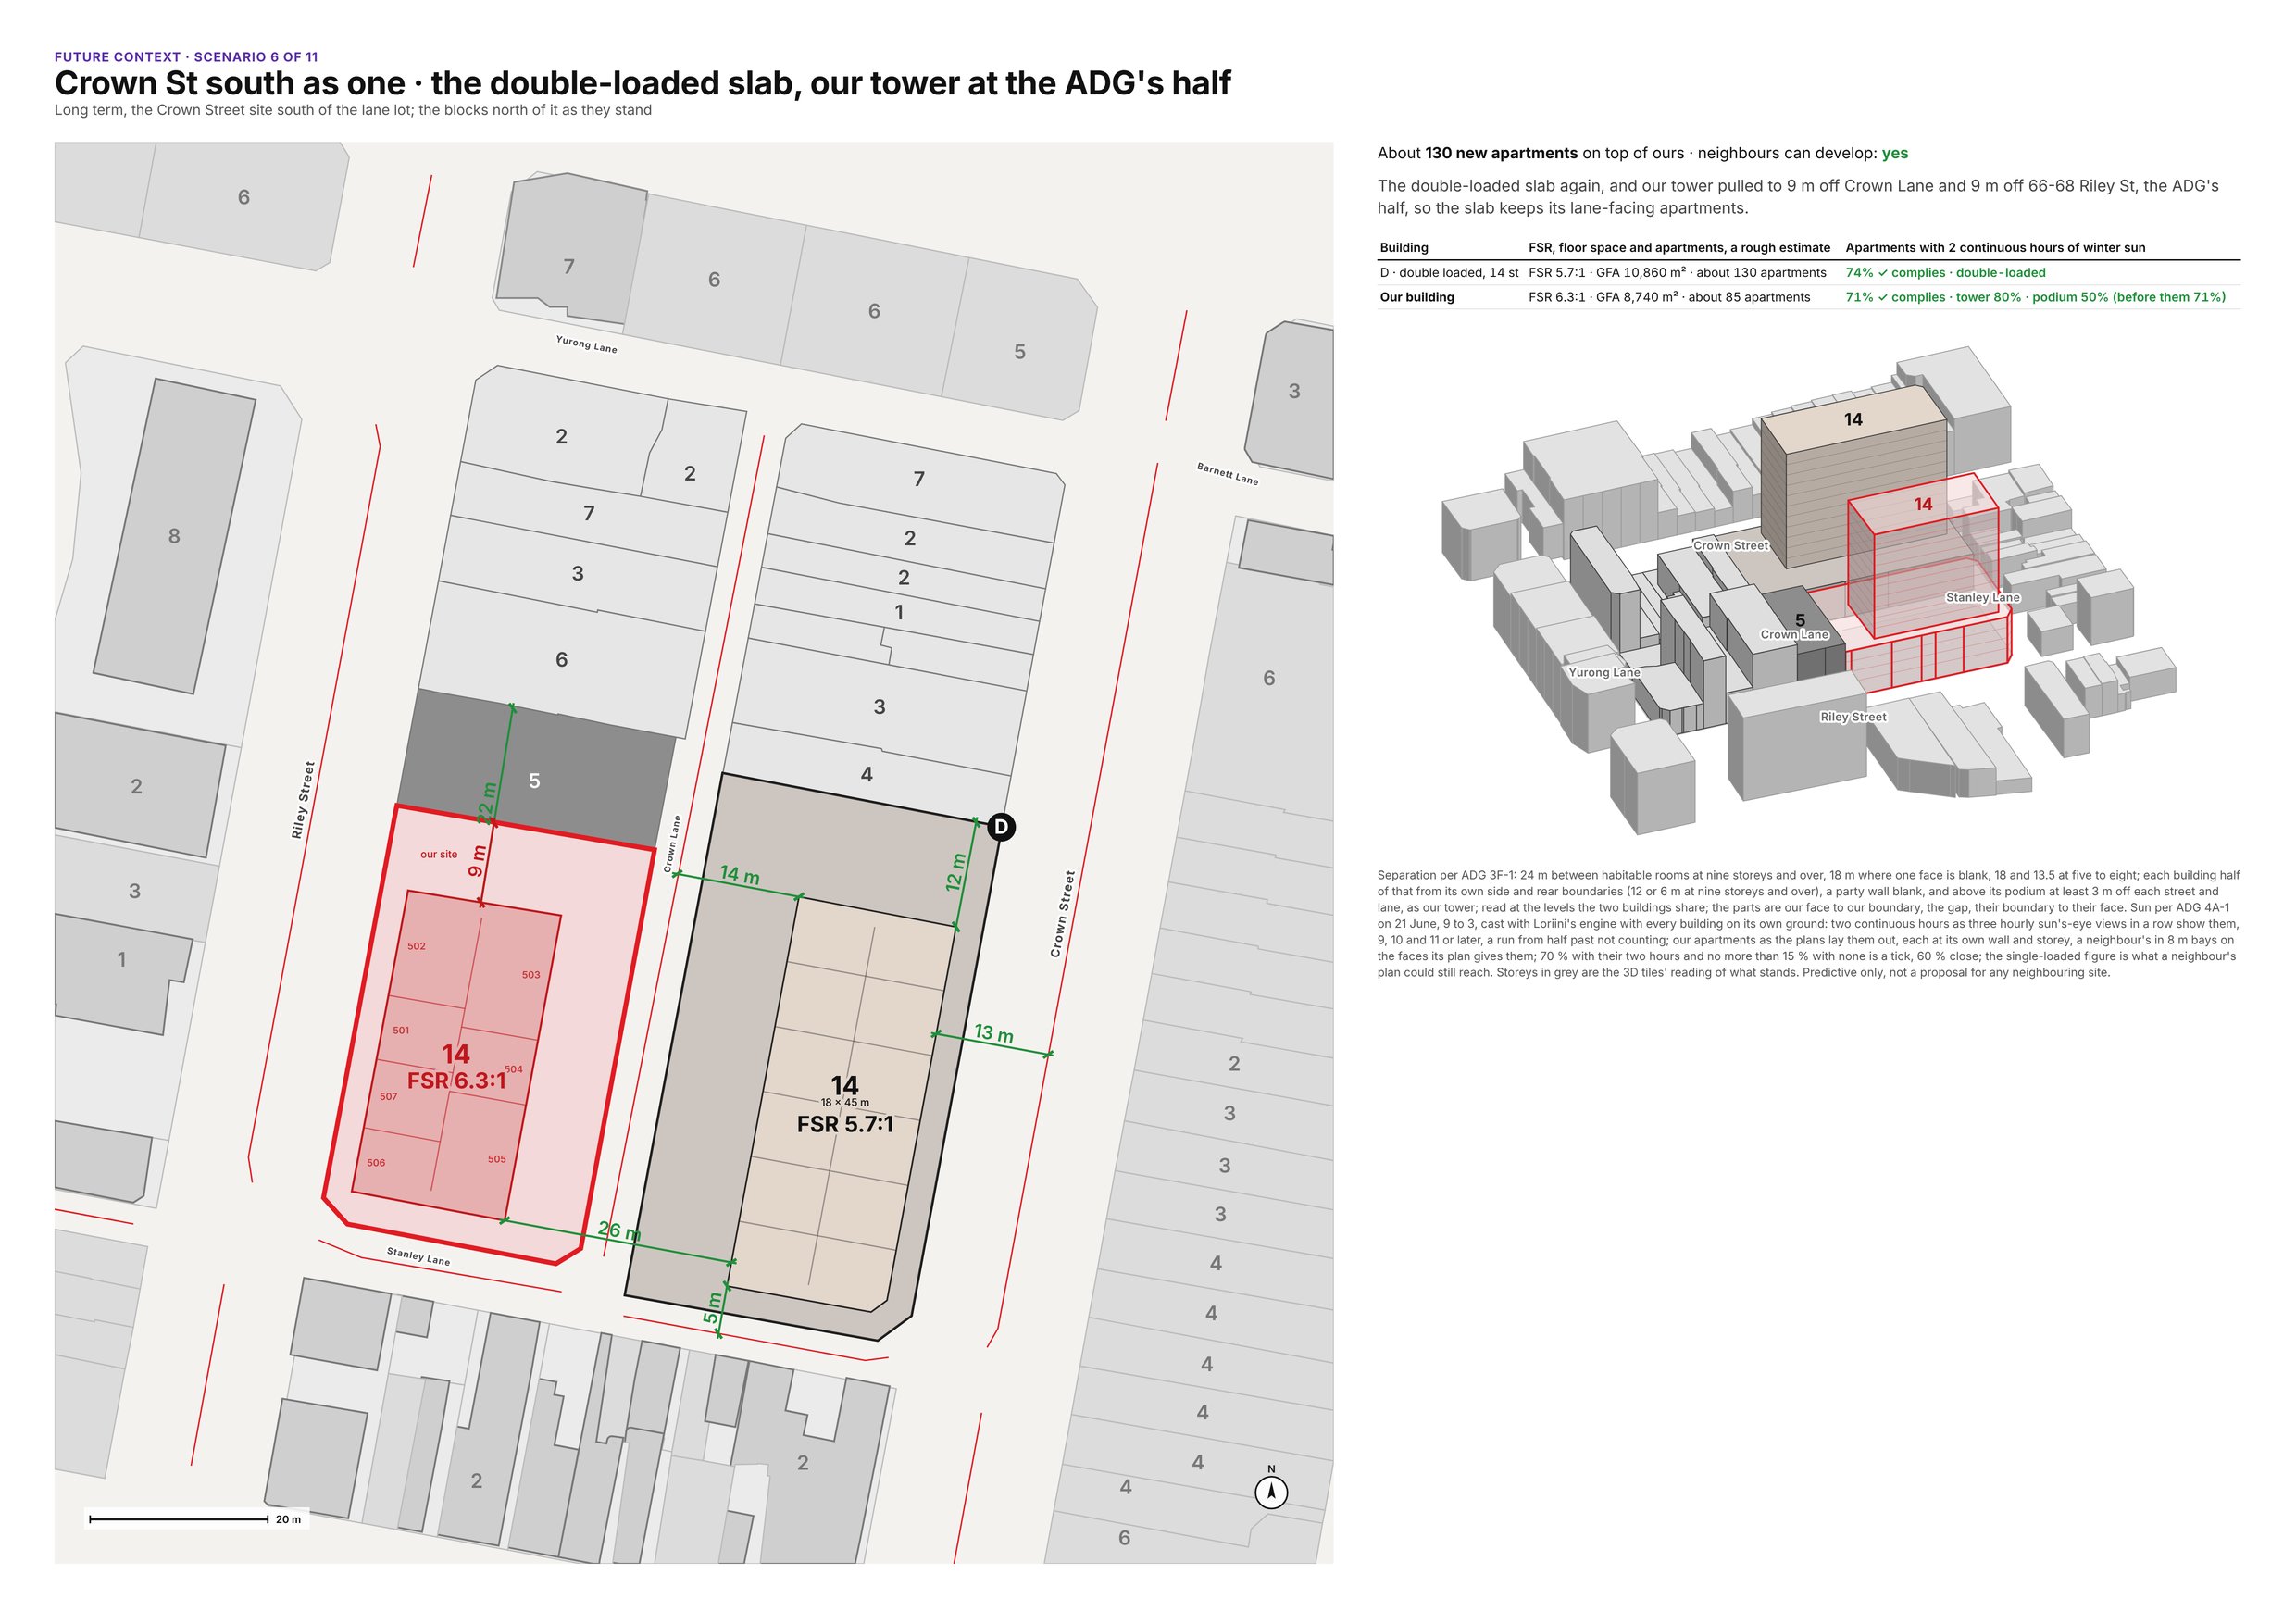 FUTURE CONTEXT · SCENARIO 6 OF 11
Crown St south as one · the double-loaded slab, our tower at the ADG's half
Long term, the Crown Street site south of the lane lot; the blocks north of it as they stand
6
7
6
6
5
3
Yurong Lane
Barnett Lane
2
2
7
3
6
5
8
2
3
1
7
2
2
1
3
4
6
Riley Street
Crown Lane
Crown Street
Stanley Lane
our site
22 m
9 m
14 m
12 m
13 m
26 m
5 m
D
502
503
501
504
507
506
505
14
FSR 6.3:1
14
18 × 45 m
FSR 5.7:1
2
3
3
3
4
4
4
4
4
4
6
2
2
N
20 m
About 130 new apartments on top of ours · neighbours can develop: yes
The double-loaded slab again, and our tower pulled to 9 m off Crown Lane and 9 m off 66-68 Riley St, the ADG's
half, so the slab keeps its lane-facing apartments.
Building FSR, floor space and apartments, a rough estimate Apartments with 2 continuous hours of winter sun
D · double loaded, 14 st FSR 5.7:1 · GFA 10,860 m² · about 130 apartments 74% ✓ complies · double-loaded
Our building FSR 6.3:1 · GFA 8,740 m² · about 85 apartments 71% ✓ complies · tower 80% · podium 50% (before them 71%)
14
14
Crown Street
Stanley Lane
5
Crown Lane
Yurong Lane
Riley Street
Separation per ADG 3F-1: 24 m between habitable rooms at nine storeys and over, 18 m where one face is blank, 18 and 13.5 at five to eight; each building half
of that from its own side and rear boundaries (12 or 6 m at nine storeys and over), a party wall blank, and above its podium at least 3 m off each street and
lane, as our tower; read at the levels the two buildings share; the parts are our face to our boundary, the gap, their boundary to their face. Sun per ADG 4A-1
on 21 June, 9 to 3, cast with Loriini's engine with every building on its own ground: two continuous hours as three hourly sun's-eye views in a row show them,
9, 10 and 11 or later, a run from half past not counting; our apartments as the plans lay them out, each at its own wall and storey, a neighbour's in 8 m bays on
the faces its plan gives them; 70 % with their two hours and no more than 15 % with none is a tick, 60 % close; the single-loaded figure is what a neighbour's
plan could still reach. Storeys in grey are the 3D tiles' reading of what stands. Predictive only, not a proposal for any neighbouring site.